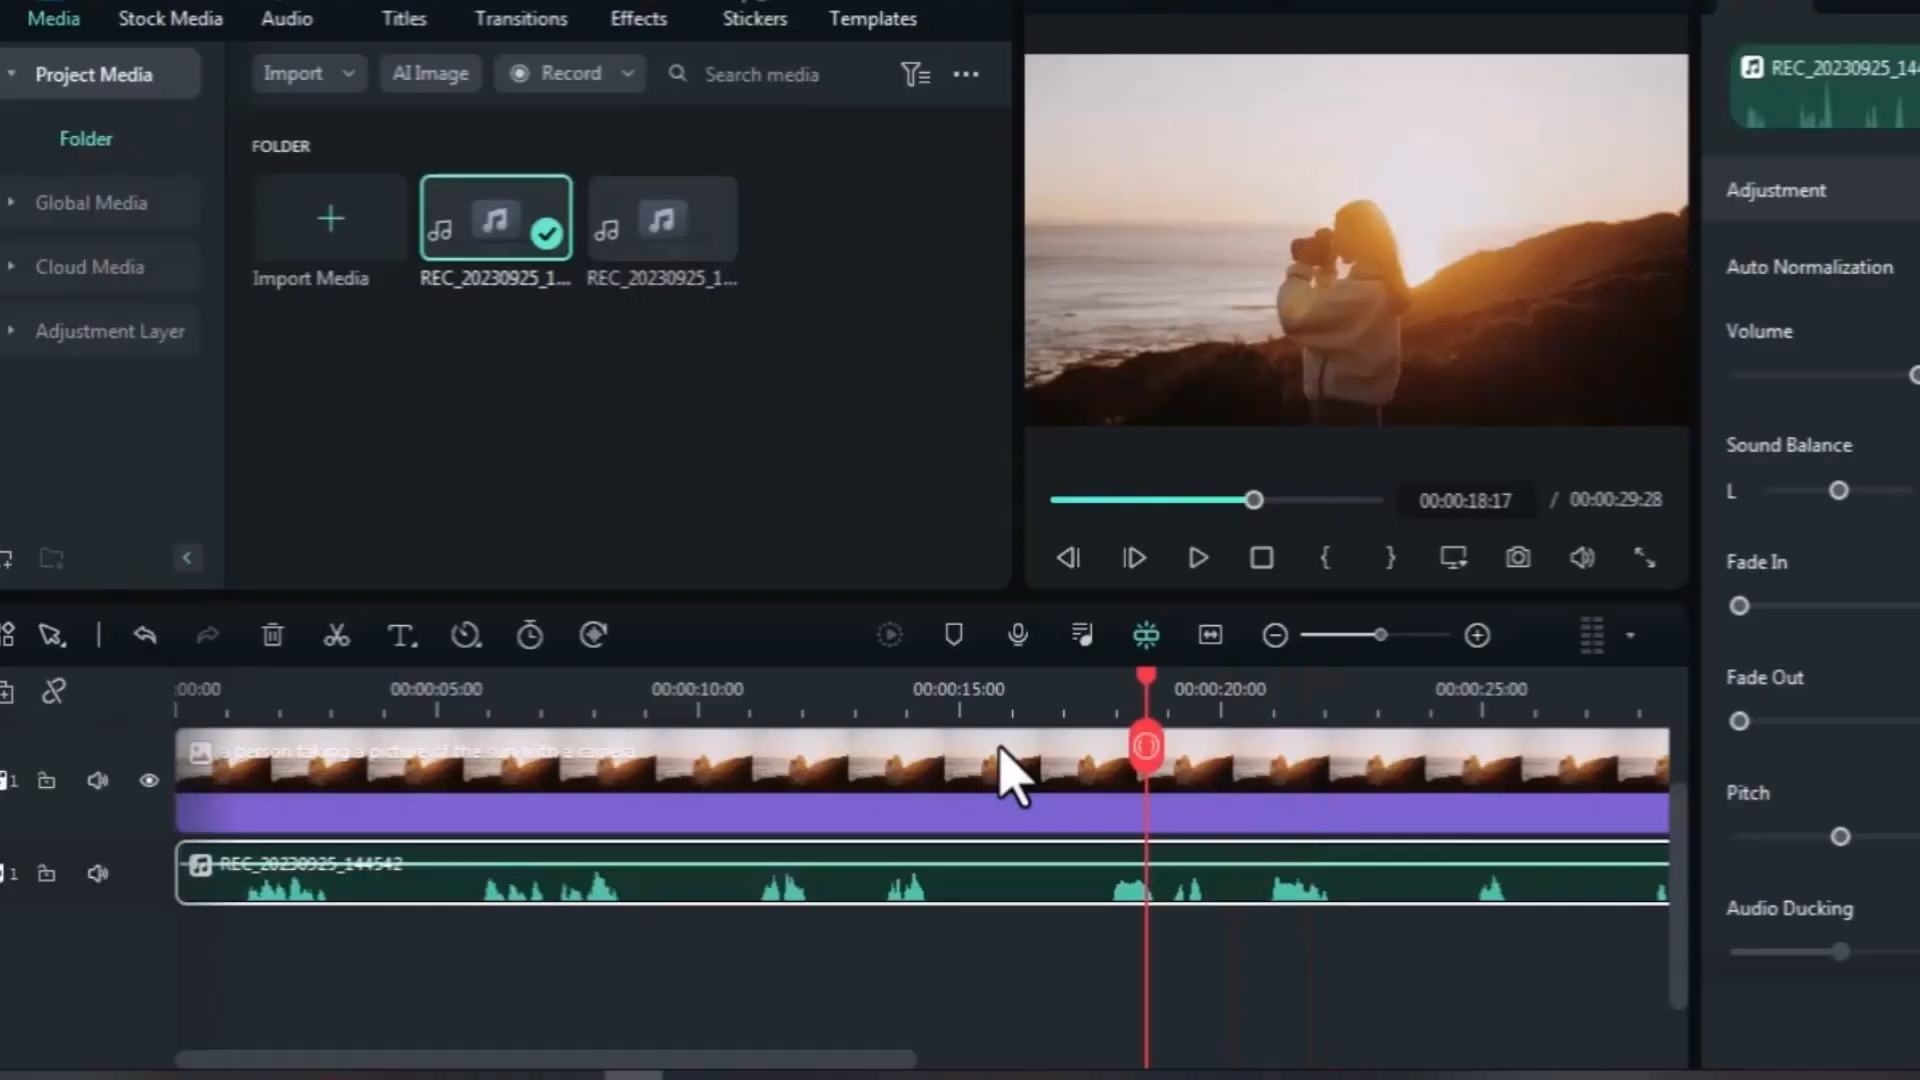 Media Stock Media Audio Titles Transitions Effects Stickers Templates
Project Media
Folder
Global Media
Cloud Media
Adjustment Layer
Import AI Image Record Search media
FOLDER
Import Media REC_20230925_1... REC_20230925_1...
00:00:18:17 / 00:00:29:28
REC_20230925_144
Adjustment
Auto Normalization
Volume
Sound Balance
L
Fade In
Fade Out
Pitch
Audio Ducking
:00:00 00:00:05:00 00:00:10:00 00:00:15:00 00:00:20:00 00:00:25:00
1 a person taking a picture of the sun with a camera
1 REC_20230925_144542